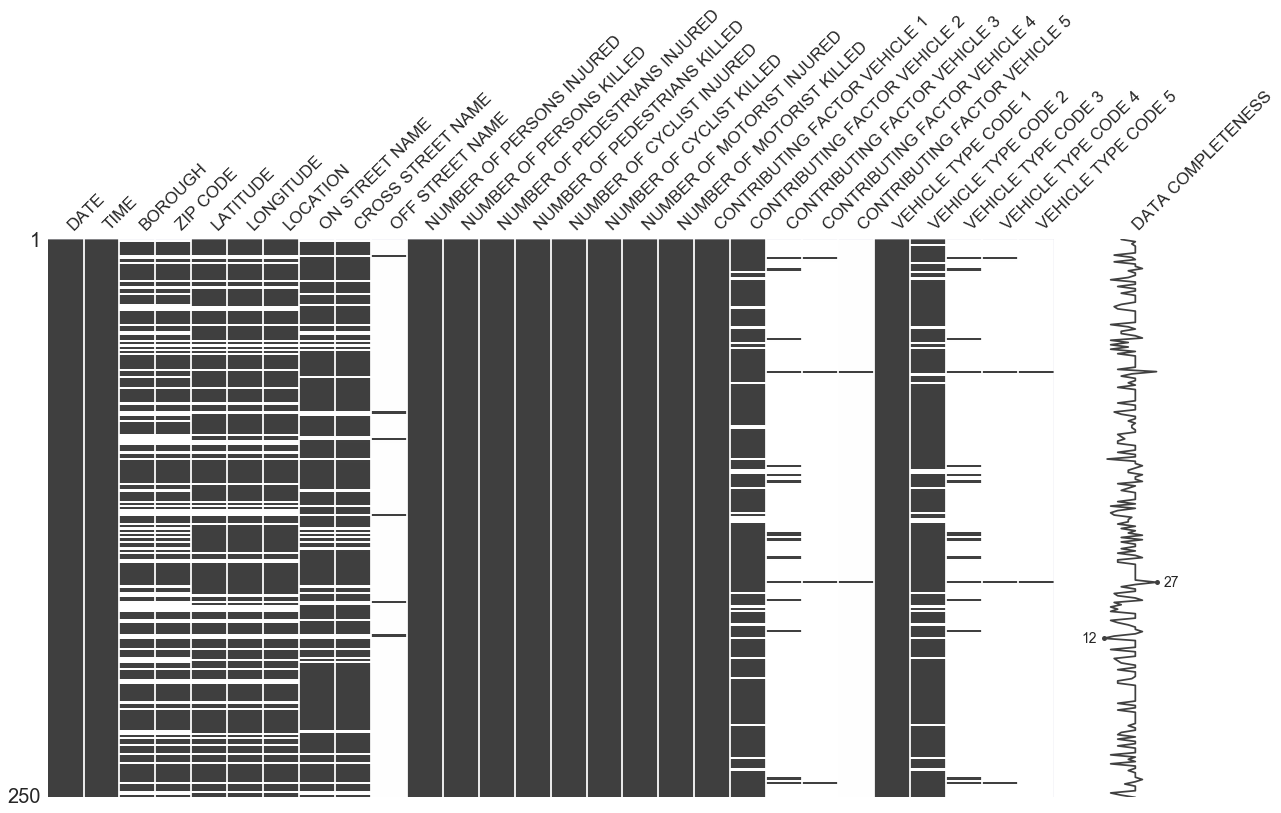 DATE
TIME
BOROUGH
ZIP CODE
LATITUDE
LONGITUDE
LOCATION
ON STREET NAME
CROSS STREET NAME
OFF STREET NAME
NUMBER OF PERSONS INJURED
NUMBER OF PERSONS KILLED
NUMBER OF PEDESTRIANS INJURED
NUMBER OF PEDESTRIANS KILLED
NUMBER OF CYCLIST INJURED
NUMBER OF CYCLIST KILLED
NUMBER OF MOTORIST INJURED
NUMBER OF MOTORIST KILLED
CONTRIBUTING FACTOR VEHICLE 1
CONTRIBUTING FACTOR VEHICLE 2
CONTRIBUTING FACTOR VEHICLE 3
CONTRIBUTING FACTOR VEHICLE 4
CONTRIBUTING FACTOR VEHICLE 5
VEHICLE TYPE CODE 1
VEHICLE TYPE CODE 2
VEHICLE TYPE CODE 3
VEHICLE TYPE CODE 4
VEHICLE TYPE CODE 5
DATA COMPLETENESS
1
27
12
250